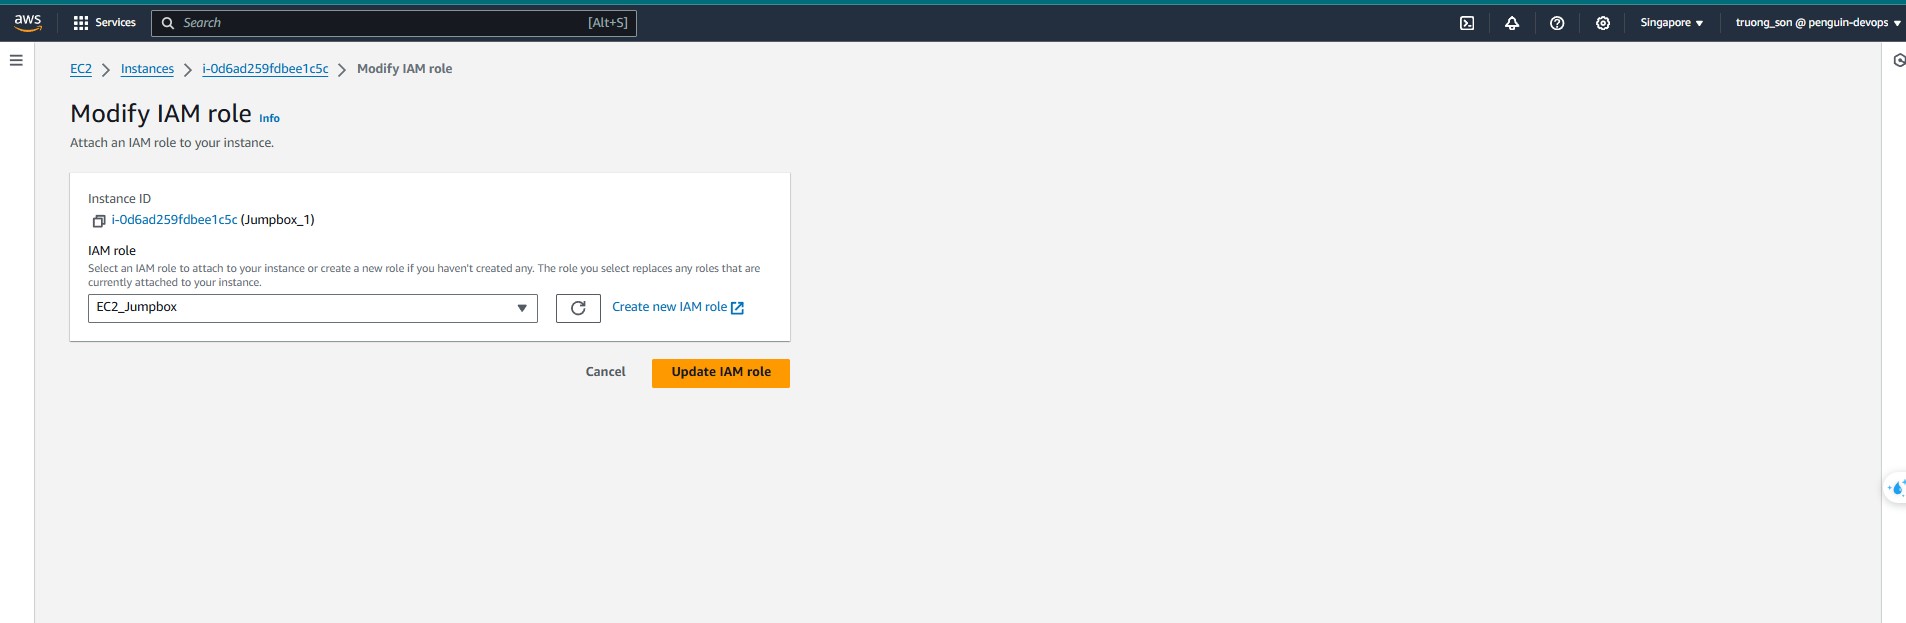 aws Services Search [Alt+S] Singapore truong_son @ penguin-devops
EC2 Instances i-0d6ad259fdbee1c5c Modify IAM role
Modify IAM role Info
Attach an IAM role to your instance.
Instance ID
i-0d6ad259fdbee1c5c (Jumpbox_1)
IAM role
Select an IAM role to attach to your instance or create a new role if you haven't created any. The role you select replaces any roles that are
currently attached to your instance.
EC2_Jumpbox Create new IAM role
Cancel Update IAM role